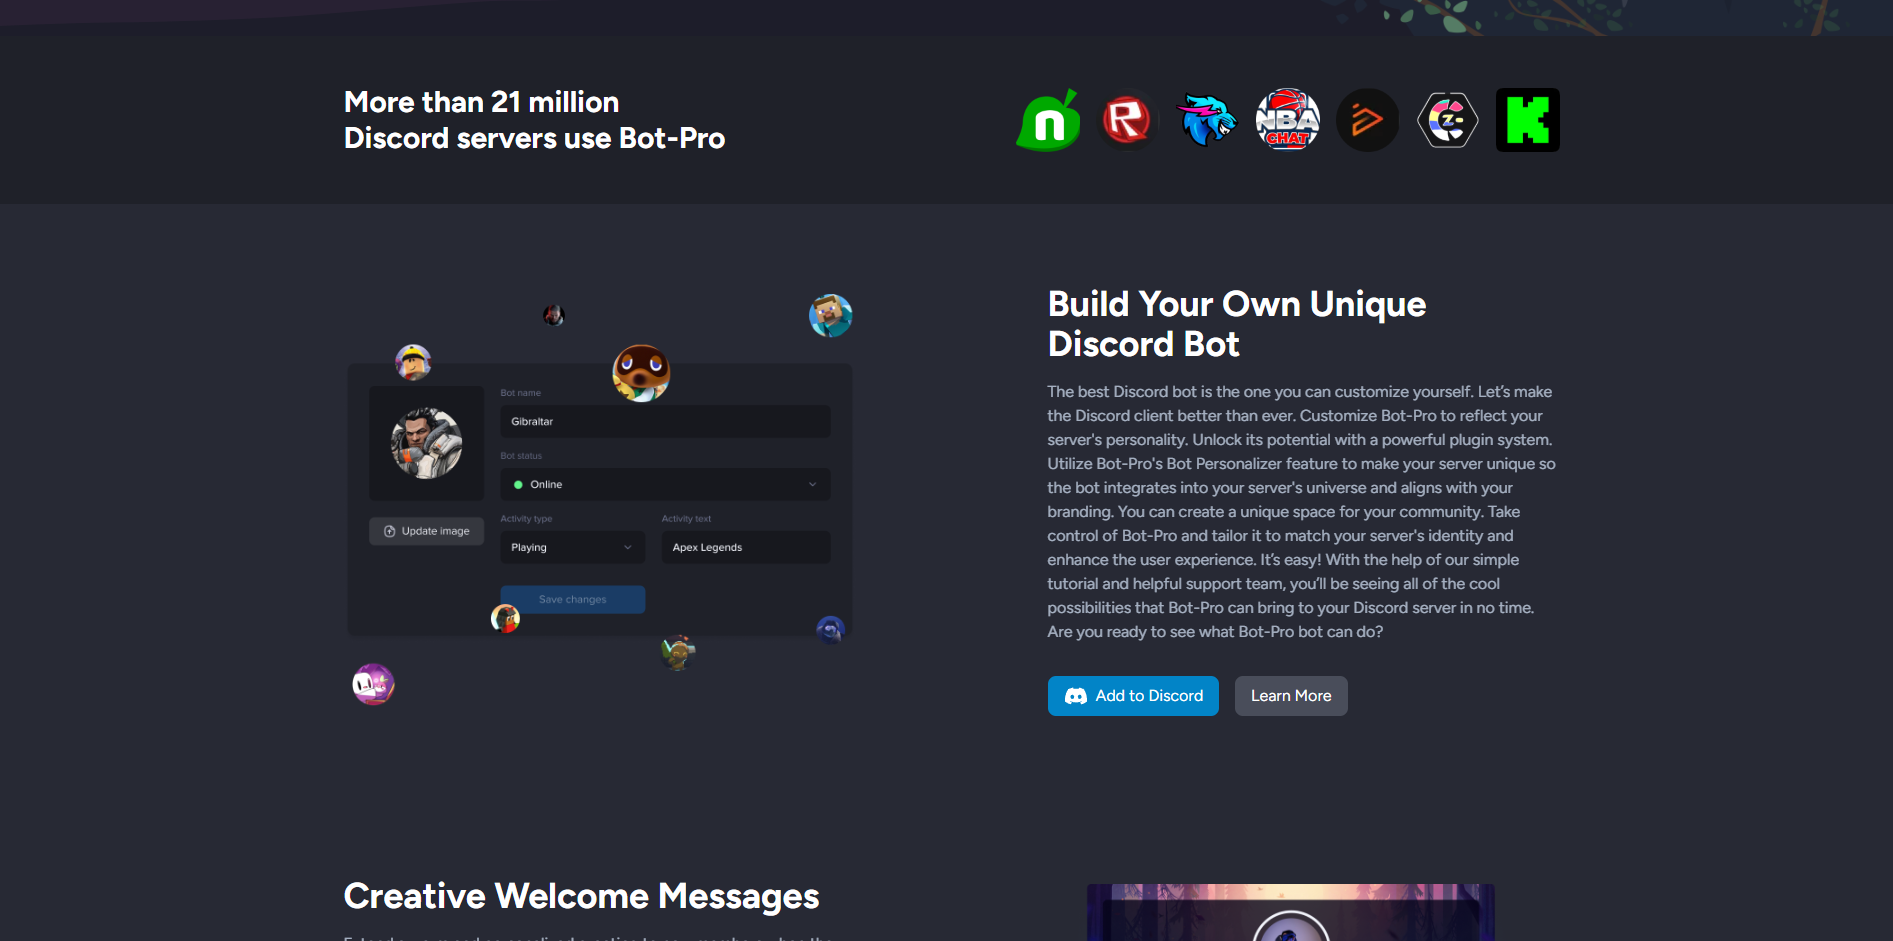 More than 21 million
Discord servers use Bot-Pro
n
R
NBA
CHAT
Z
K
Build Your Own Unique
Discord Bot
The best Discord bot is the one you can customize yourself. Let’s make
the Discord client better than ever. Customize Bot-Pro to reflect your
server's personality. Unlock its potential with a powerful plugin system.
Utilize Bot-Pro's Bot Personalizer feature to make your server unique so
the bot integrates into your server's universe and aligns with your
branding. You can create a unique space for your community. Take
control of Bot-Pro and tailor it to match your server's identity and
enhance the user experience. It’s easy! With the help of our simple
tutorial and helpful support team, you’ll be seeing all of the cool
possibilities that Bot-Pro can bring to your Discord server in no time.
Are you ready to see what Bot-Pro bot can do?
Add to Discord
Learn More
Bot name
Gibraltar
Bot status
Online
Update image
Activity type
Activity text
Playing
Apex Legends
Save changes
Creative Welcome Messages